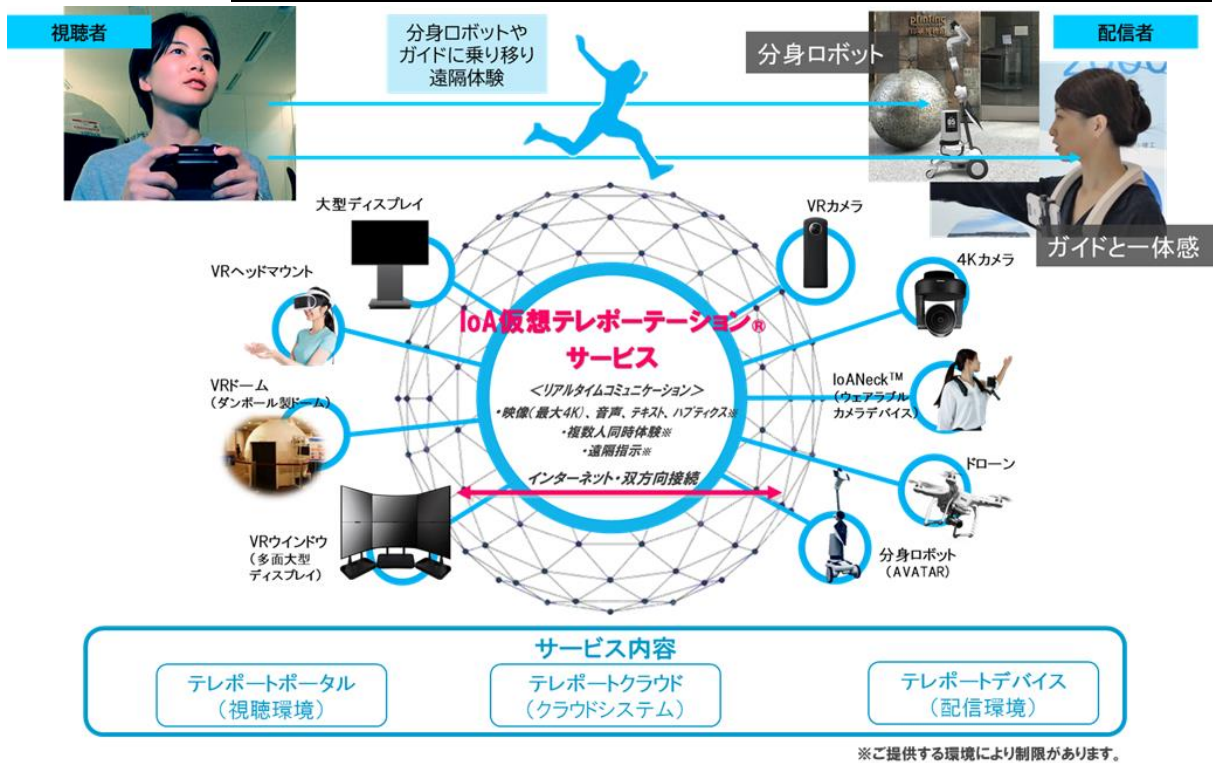 視聴者
分身ロボットや
ガイドに乗り移り
遠隔体験
分身ロボット
配信者
printing
ガイドと一体感
大型ディスプレイ
VRカメラ
VRヘッドマウント
4Kカメラ
VRドーム
(ダンボール製ドーム)
IoANeck™
(ウェアラブル
カメラデバイス)
IoA仮想テレポーテーション®
サービス
<リアルタイムコミュニケーション>
・映像(最大4K)、音声、テキスト、ハプティクス※
・複数人同時体験※
・遠隔指示※
インターネット・双方向接続
ドローン
VRウインドウ
(多面大型
ディスプレイ)
分身ロボット
(AVATAR)
サービス内容
テレポートポータル
(視聴環境)
テレポートクラウド
(クラウドシステム)
テレポートデバイス
(配信環境)
※ご提供する環境により制限があります。